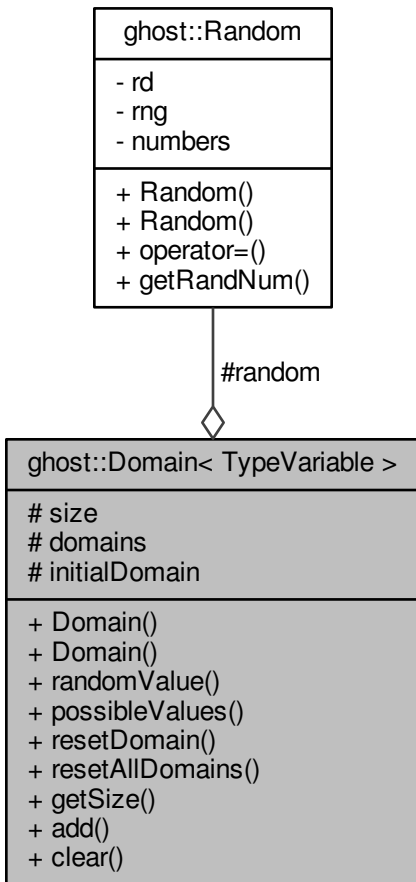 ghost::Random
- rd
- rng
- numbers
+ Random()
+ Random()
+ operator=()
+ getRandNum()
#random
ghost::Domain< TypeVariable >
# size
# domains
# initialDomain
+ Domain()
+ Domain()
+ randomValue()
+ possibleValues()
+ resetDomain()
+ resetAllDomains()
+ getSize()
+ add()
+ clear()